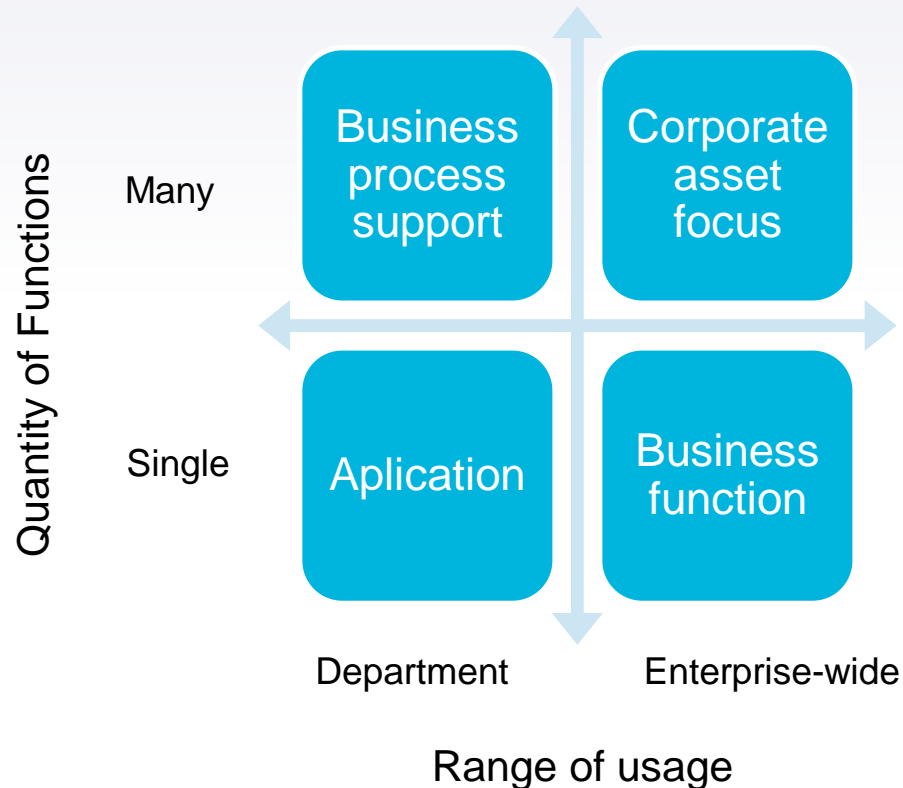 Quantity of Functions
Many
Business
process
support
Corporate
asset
focus
Single
Aplication
Business
function
Department
Enterprise-wide
Range of usage